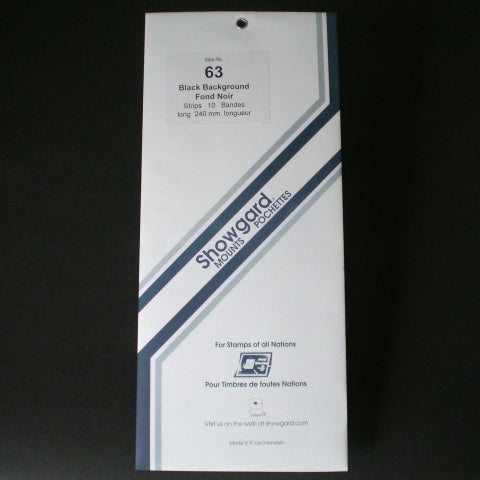 Size No.
63
Black Background
Fond Noir
Strips 10 Bandes
long 240 mm longueur
Showgard
MOUNTS POCHETTES
For Stamps of all Nations
Pour Timbres de toutes Nations
Visit us on the web at showgard.com
Made in P. Liechtenstein